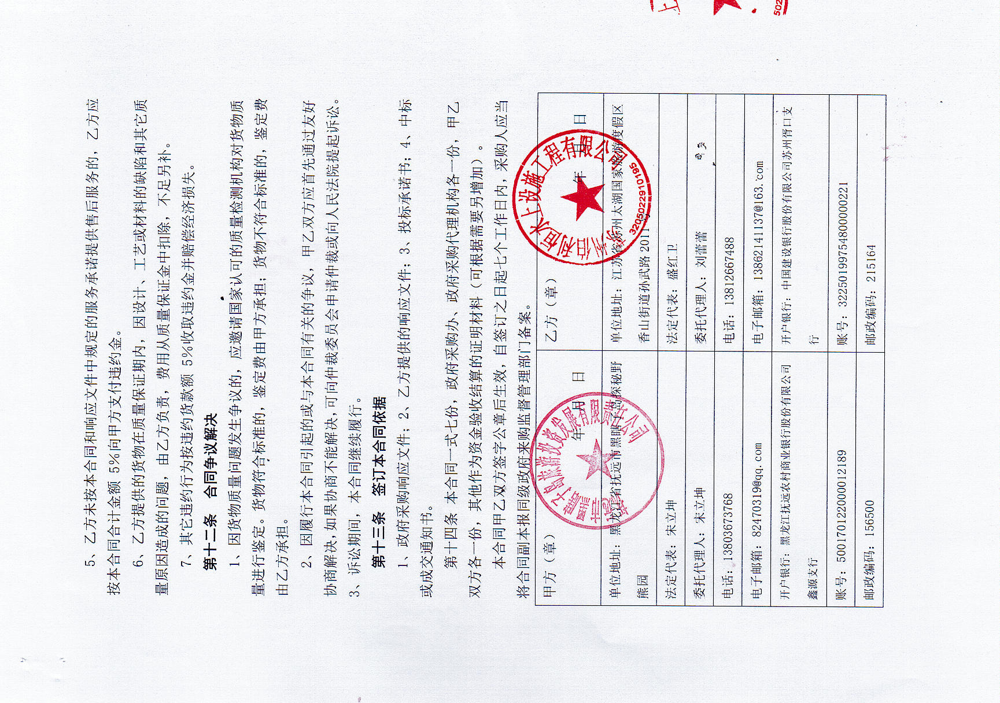 5、乙方未按本合同和响应文件中规定的服务承诺提供售后服务的，乙方应
按本合同合计金额 5%向甲方支付违约金。
6、乙方提供的货物在质量保证期内，因设计、工艺或材料的缺陷和其它质
量原因造成的问题，由乙方负责，费用从质量保证金中扣除，不足另补。
7、其它违约行为按违约货款额 5%收取违约金并赔偿经济损失。
第十二条 合同争议解决
1、因货物质量问题发生争议的，应邀请国家认可的质量检测机构对货物质
量进行鉴定。货物符合标准的，鉴定费由甲方承担；货物不符合标准的，鉴定费
由乙方承担。
2、因履行本合同引起的或与本合同有关的争议，甲乙双方应首先通过友好
协商解决，如果协商不能解决，可向仲裁委员会申请仲裁或向人民法院提起诉讼。
3、诉讼期间，本合同继续履行。
第十三条 签订本合同依据
1、政府采购响应文件；2、乙方提供的响应文件；3、投标承诺书；4、中标
或成交通知书。
第十四条 本合同一式七份，政府采购办、政府采购代理机构各一份，甲乙
双方各一份，其他作为资金验收结算的证明材料（可根据需要另增加）。
本合同甲乙双方签字公章后生效，自签订之日起七个工作日内，采购人应当
将合同副本报同级政府采购监督管理部门备案。
甲方（章）
年 月 日
乙方（章）
年 月 日
单位地址：黑龙江省抚远市黑瞎子岛探秘野
熊园
单位地址：江苏省苏州太湖国家旅游度假区
香山街道孙武路 2011号
法定代表：宋立坤
法定代表：盛红卫
委托代理人：宋立坤
委托代理人：刘蕾蕾
电话：13803673768
电话：13812667488
电子邮箱：82470319@qq.com
电子邮箱：13862141137@163.com
开户银行：黑龙江抚远农村商业银行股份有限公司
鑫源支行
开户银行：中国建设银行股份有限公司苏州胥口支
行
账号：500170122000012189
账号：32250199754800000221
邮政编码：156500
邮政编码：215164
苏州伯利恒水上设施工程有限公司
3205022910195
岛旅游投资发展有限责任公司
上
502